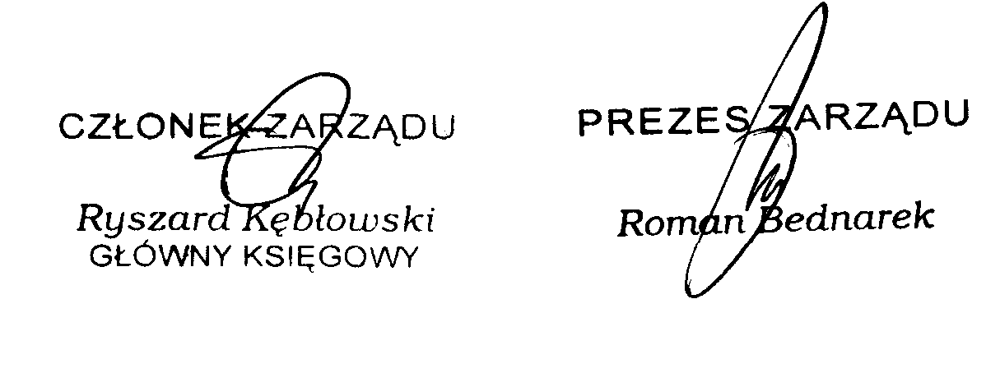 CZŁONEK ZARZĄDU
Ryszard Kębłowski
GŁÓWNY KSIĘGOWY
PREZES ZARZĄDU
Roman Bednarek